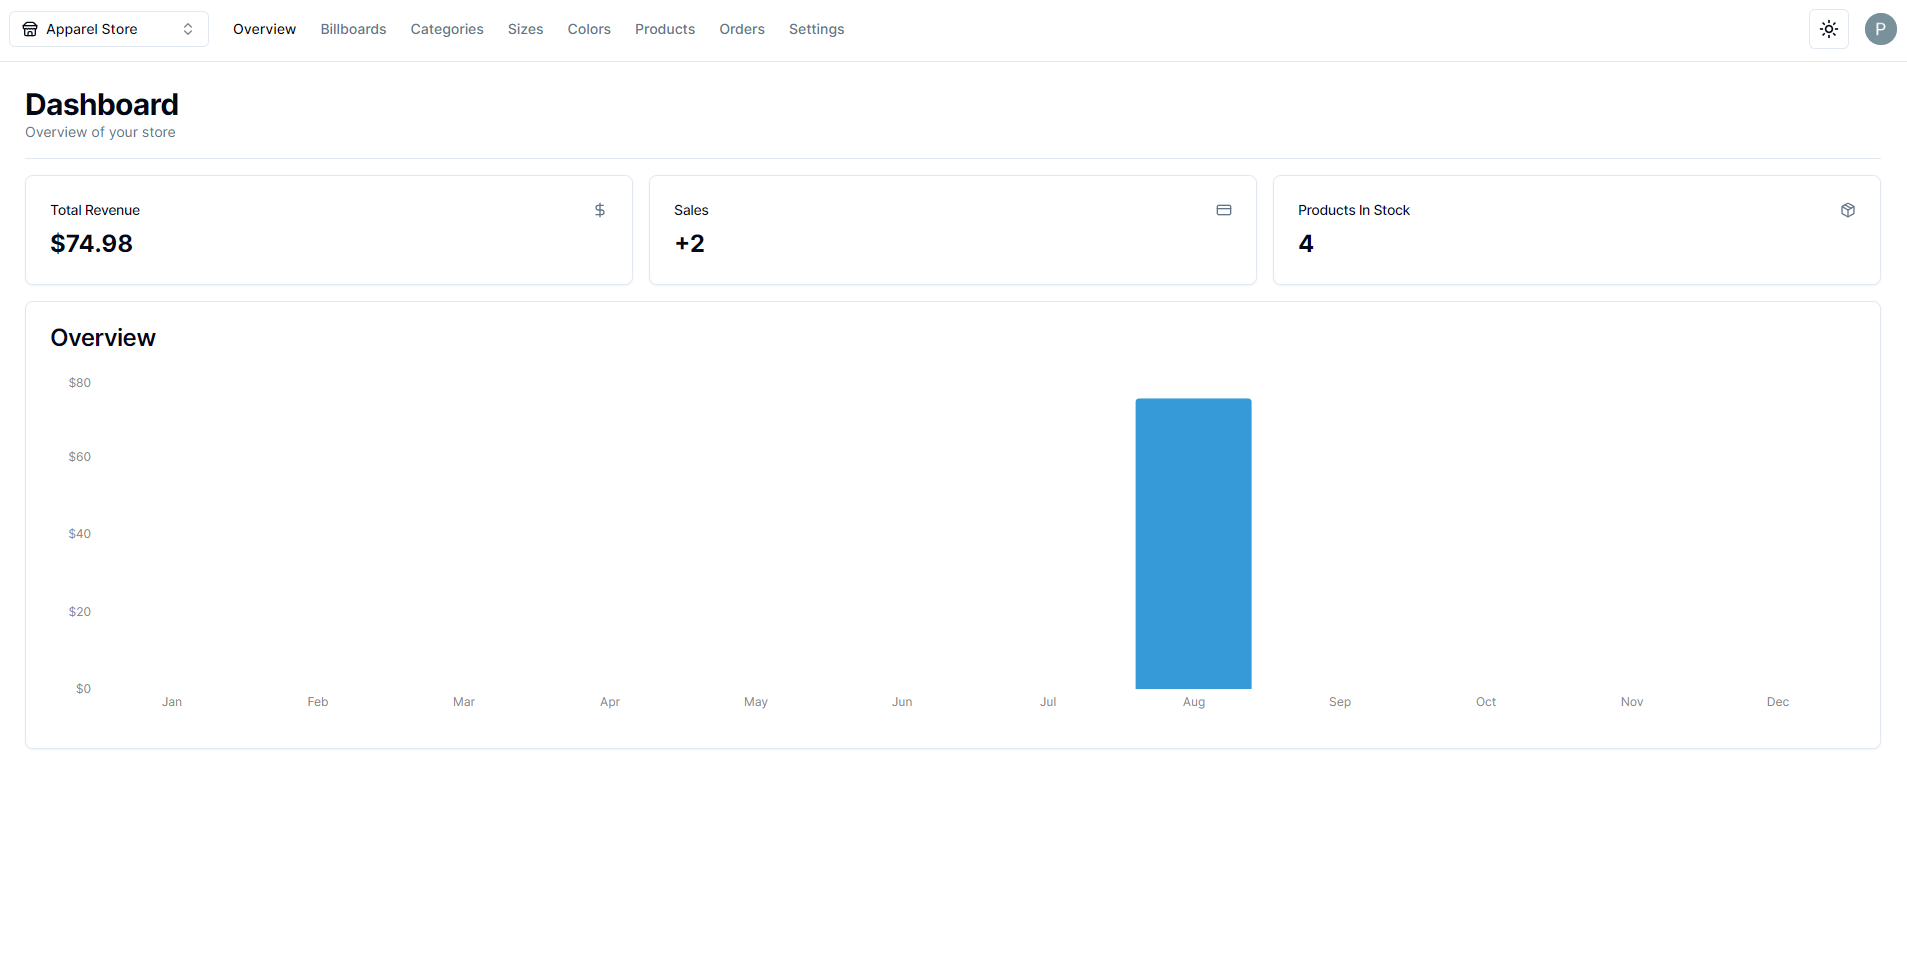 Apparel Store Overview Billboards Categories Sizes Colors Products Orders Settings P
Dashboard
Overview of your store
Total Revenue
$74.98
Sales
+2
Products In Stock
4
Overview
$80
$60
$40
$20
$0
Jan Feb Mar Apr May Jun Jul Aug Sep Oct Nov Dec